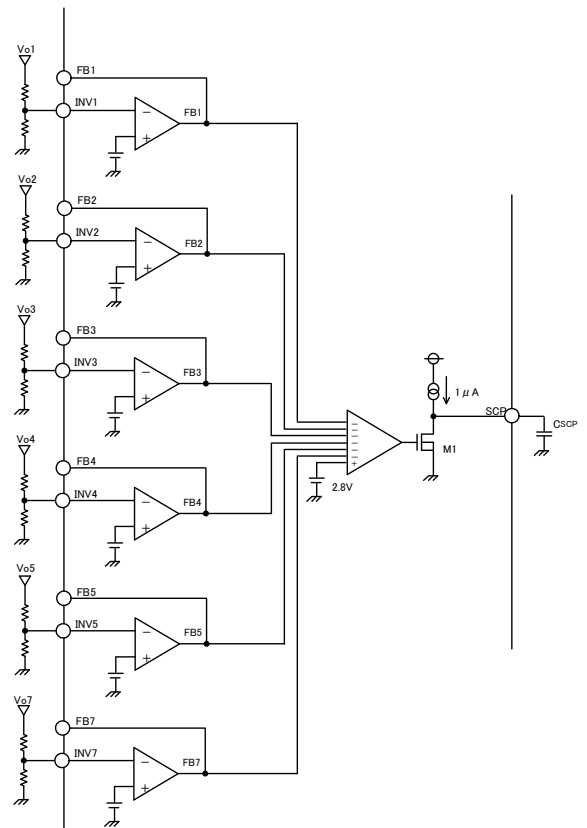 Vo1
FB1
INV1
FB1
−
+
Vo2
FB2
INV2
FB2
−
+
Vo3
FB3
INV3
FB3
−
+
Vo4
FB4
INV4
FB4
−
+
Vo5
FB5
INV5
FB5
−
+
Vo7
FB7
INV7
FB7
−
+
−
−
−
−
−
−
+
2.8V
1μA
SCP
CSCP
M1